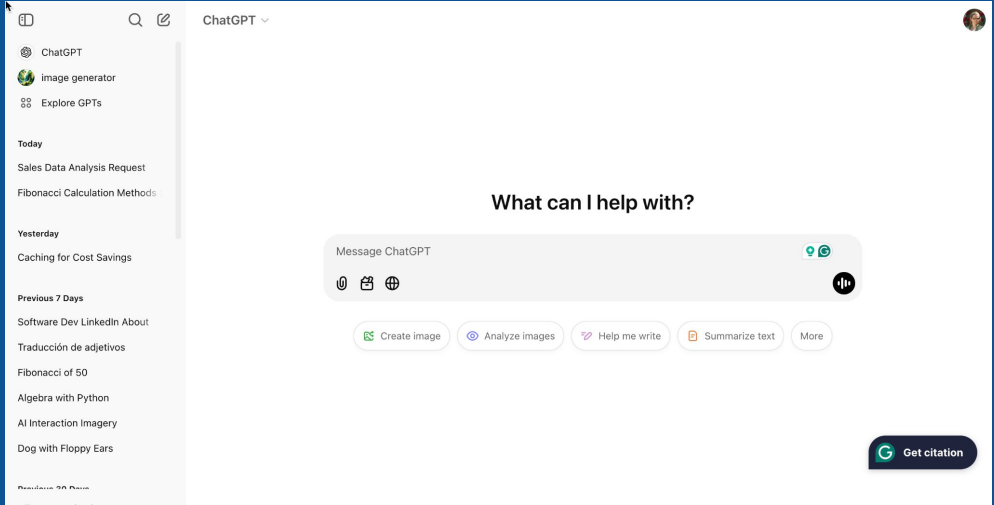 ChatGPT
ChatGPT
image generator
Explore GPTs
Today
Sales Data Analysis Request
Fibonacci Calculation Methods
Yesterday
Caching for Cost Savings
Previous 7 Days
Software Dev LinkedIn About
Traducción de adjetivos
Fibonacci of 50
Algebra with Python
AI Interaction Imagery
Dog with Floppy Ears
Previous 30 Days
What can I help with?
Message ChatGPT
Create image Analyze images Help me write Summarize text More
Get citation